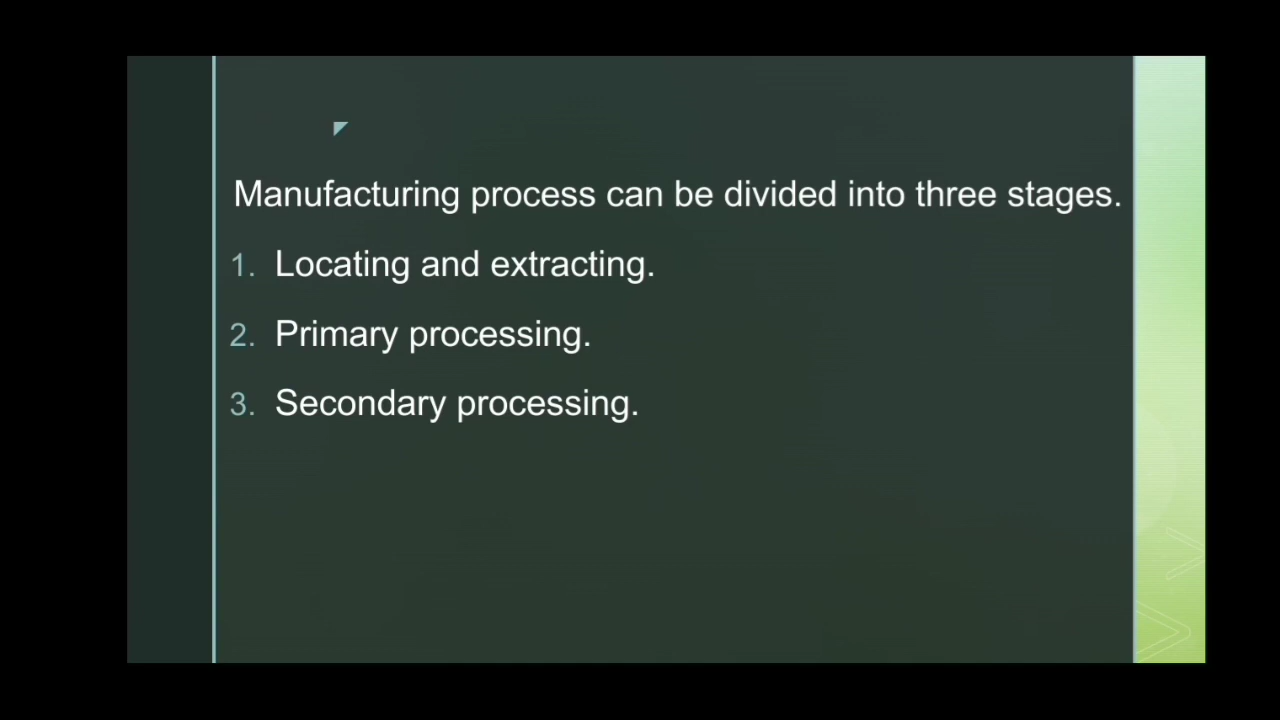 Manufacturing process can be divided into three stages.
1. Locating and extracting.
2. Primary processing.
3. Secondary processing.